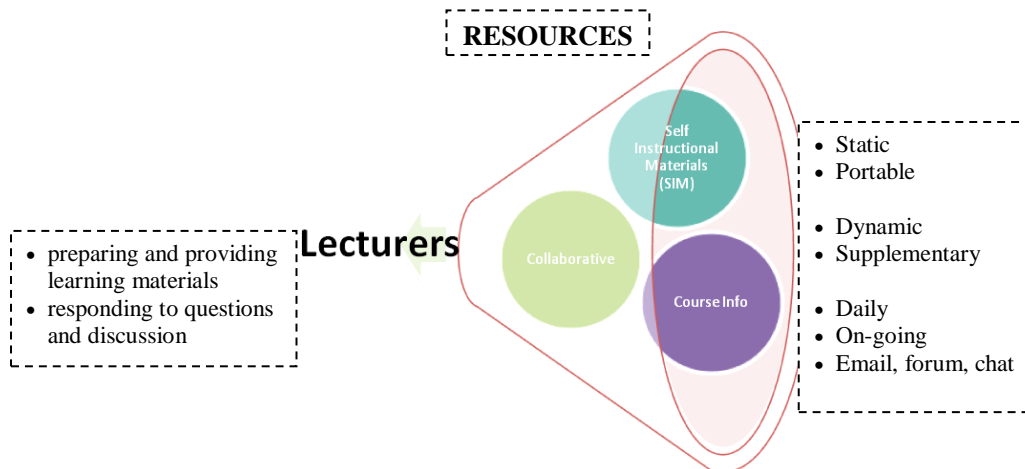 RESOURCES
Self
Instructional
Materials
(SIM)
Collaborative
Course Info
Lecturers
• preparing and providing
learning materials
• responding to questions
and discussion
• Static
• Portable
• Dynamic
• Supplementary
• Daily
• On-going
• Email, forum, chat